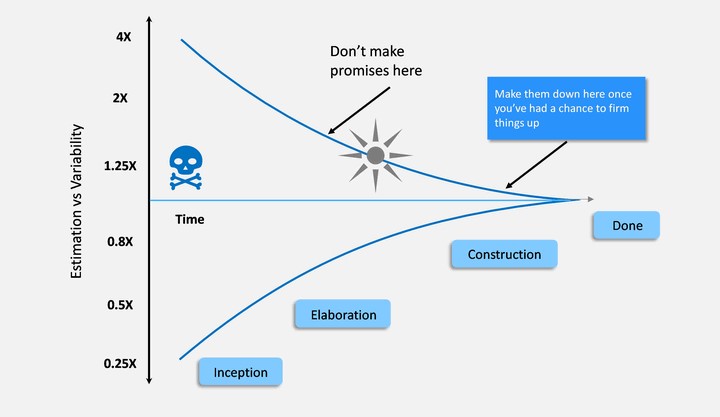 4X
Don’t make
promises here
2X
Make them down here once
you’ve had a chance to firm
things up
1.25X
Estimation vs Variability
Time
Done
0.8X
Construction
0.5X
Elaboration
0.25X
Inception